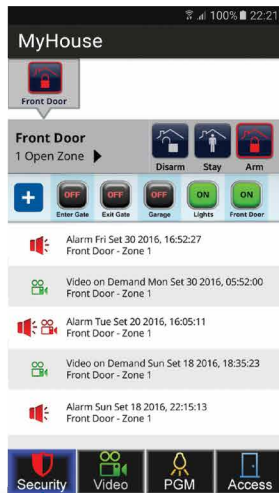 100% 22:21
MyHouse
Front Door
Front Door
1 Open Zone
Disarm Stay Arm
OFF OFF OFF ON ON
Enter Gate Exit Gate Garage Lights Front Door
Alarm Fri Set 30 2016, 16:52:27
Front Door - Zone 1
Video on Demand Mon Set 30 2016, 05:52:00
Front Door - Zone 1
Alarm Tue Set 20 2016, 16:05:11
Front Door - Zone 1
Video on Demand Sun Set 18 2016, 18:35:23
Front Door - Zone 1
Alarm Sun Set 18 2016, 22:15:13
Front Door - Zone 1
Security Video PGM Access